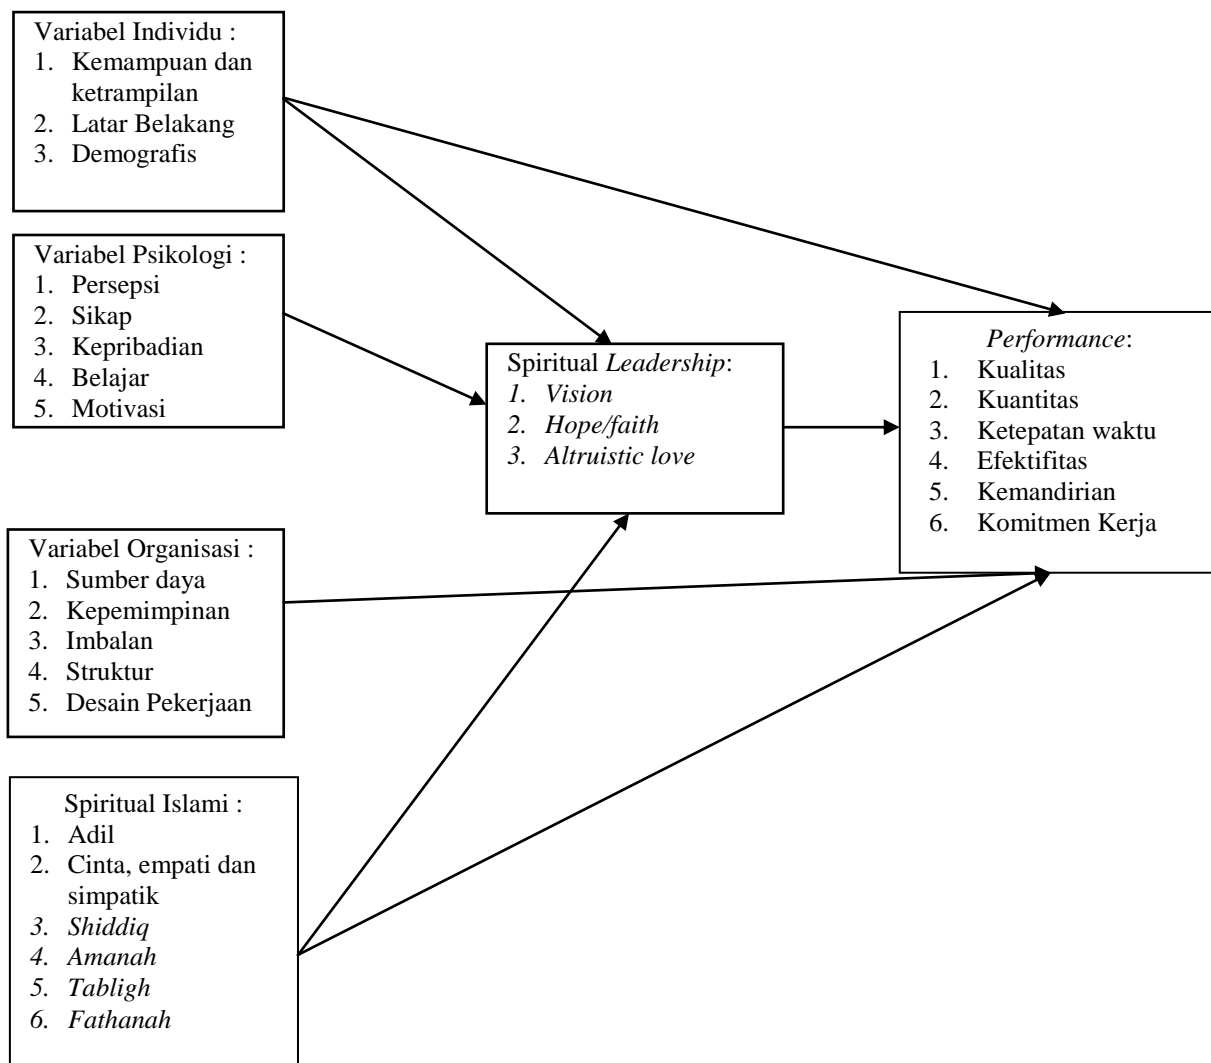 Variabel Individu :
1. Kemampuan dan
ketrampilan
2. Latar Belakang
3. Demografis
Variabel Psikologi :
1. Persepsi
2. Sikap
3. Kepribadian
4. Belajar
5. Motivasi
Variabel Organisasi :
1. Sumber daya
2. Kepemimpinan
3. Imbalan
4. Struktur
5. Desain Pekerjaan
Spiritual Islami :
1. Adil
2. Cinta, empati dan
simpatik
3. Shiddiq
4. Amanah
5. Tabligh
6. Fathanah
Spiritual Leadership:
1. Vision
2. Hope/faith
3. Altruistic love
Performance:
1. Kualitas
2. Kuantitas
3. Ketepatan waktu
4. Efektifitas
5. Kemandirian
6. Komitmen Kerja